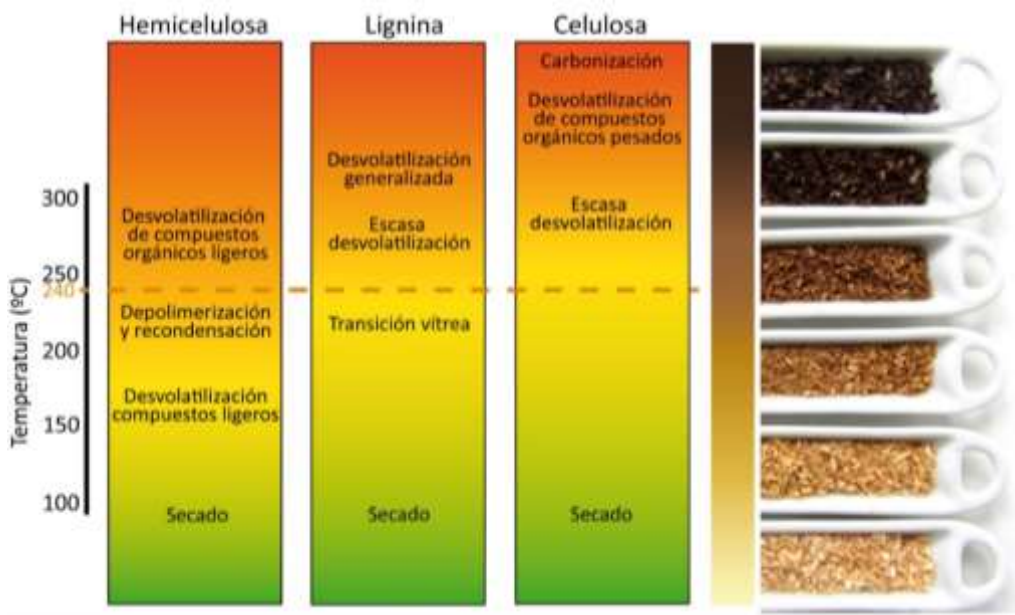 Hemicelulosa
Lignina
Celulosa
Temperatura (ºC)
300
250
240
200
150
100
Desvolatilización
de compuestos
orgánicos ligeros
Depolimerización
y recondensación
Desvolatilización
compuestos ligeros
Secado
Desvolatilización
generalizada
Escasa
desvolatilización
Transición vítrea
Secado
Carbonización
Desvolatilización
de compuestos
orgánicos pesados
Escasa
desvolatilización
Secado